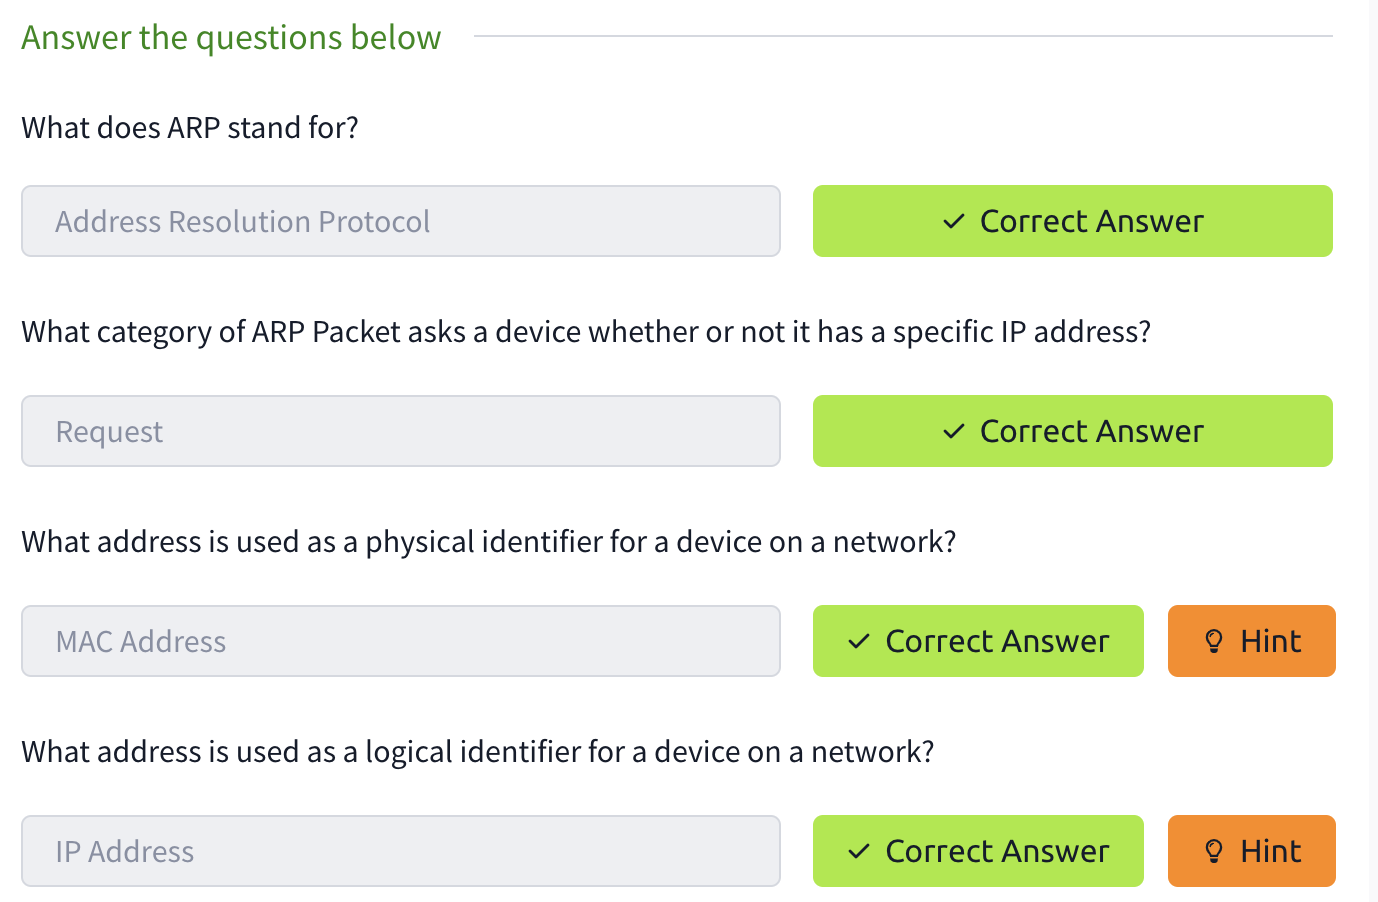 Answer the questions below
What does ARP stand for?
Address Resolution Protocol
Correct Answer
What category of ARP Packet asks a device whether or not it has a specific IP address?
Request
Correct Answer
What address is used as a physical identifier for a device on a network?
MAC Address
Correct Answer
Hint
What address is used as a logical identifier for a device on a network?
IP Address
Correct Answer
Hint